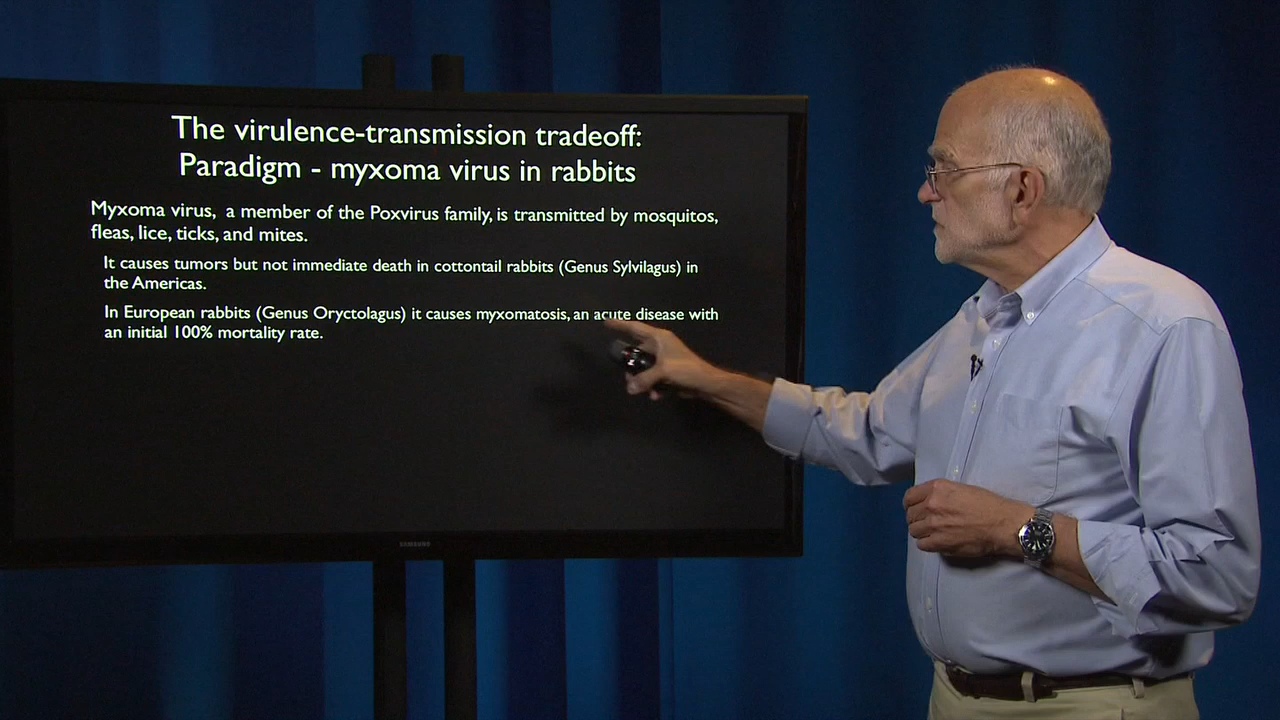 The virulence-transmission tradeoff:
Paradigm - myxoma virus in rabbits
Myxoma virus, a member of the Poxvirus family, is transmitted by mosquitos,
fleas, lice, ticks, and mites.
It causes tumors but not immediate death in cottontail rabbits (Genus Sylvilagus) in
the Americas.
In European rabbits (Genus Oryctolagus) it causes myxomatosis, an acute disease with
an initial 100% mortality rate.
SAMSUNG